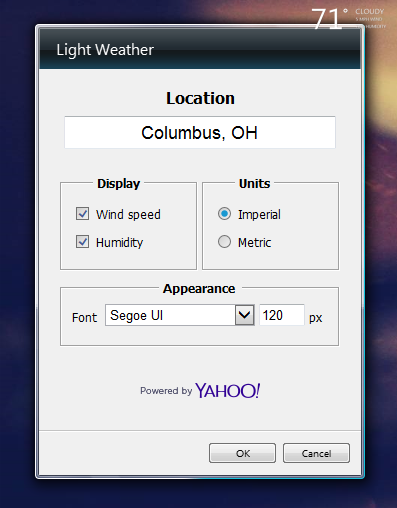 71°
CLOUDY
Light Weather
Location
Columbus, OH
Display
Units
Wind speed
Imperial
Humidity
Metric
Appearance
Font
Segoe UI
120
px
Powered by YAHOO!
OK
Cancel